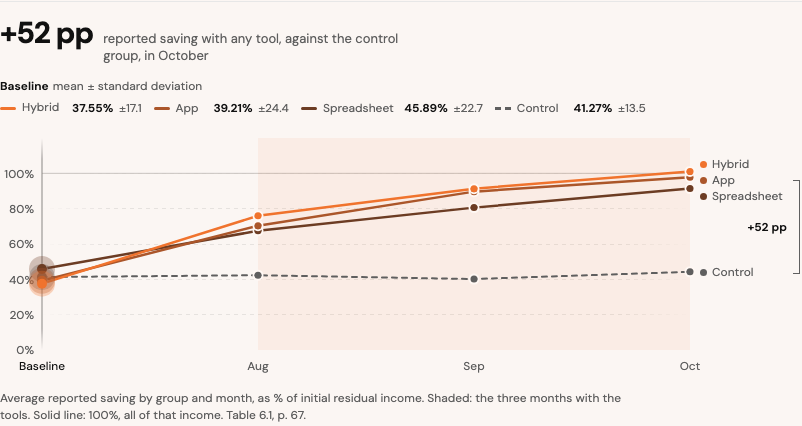 +52 pp reported saving with any tool, against the control
group, in October
Baseline mean ± standard deviation
Hybrid 37.55% ±17.1 App 39.21% ±24.4 Spreadsheet 45.89% ±22.7 Control 41.27% ±13.5
100%
80%
60%
40%
20%
0%
Hybrid
App
Spreadsheet
+52 pp
Control
Baseline Aug Sep Oct
Average reported saving by group and month, as % of initial residual income. Shaded: the three months with the
tools. Solid line: 100%, all of that income. Table 6.1, p. 67.